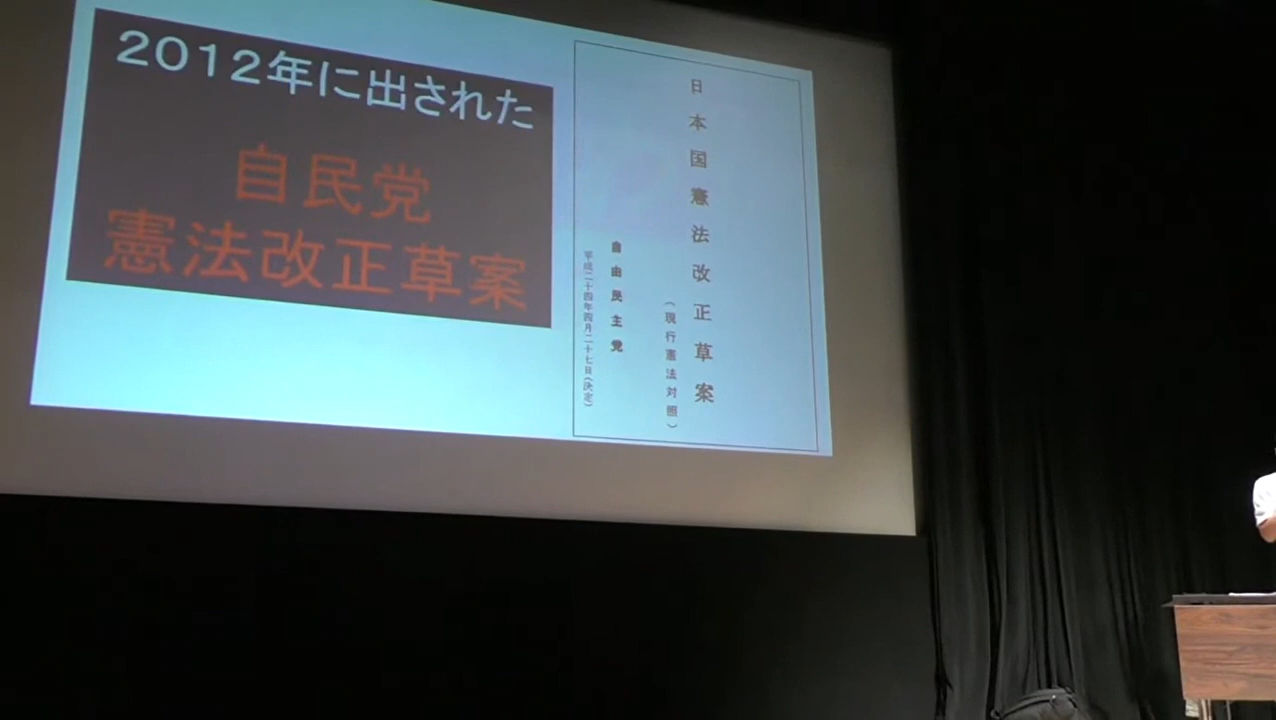 2012年に出された
自民党
憲法改正草案
日本国憲法改正草案
(現行憲法対照)
自由民主党
平成二十四年四月二十七日(決定)